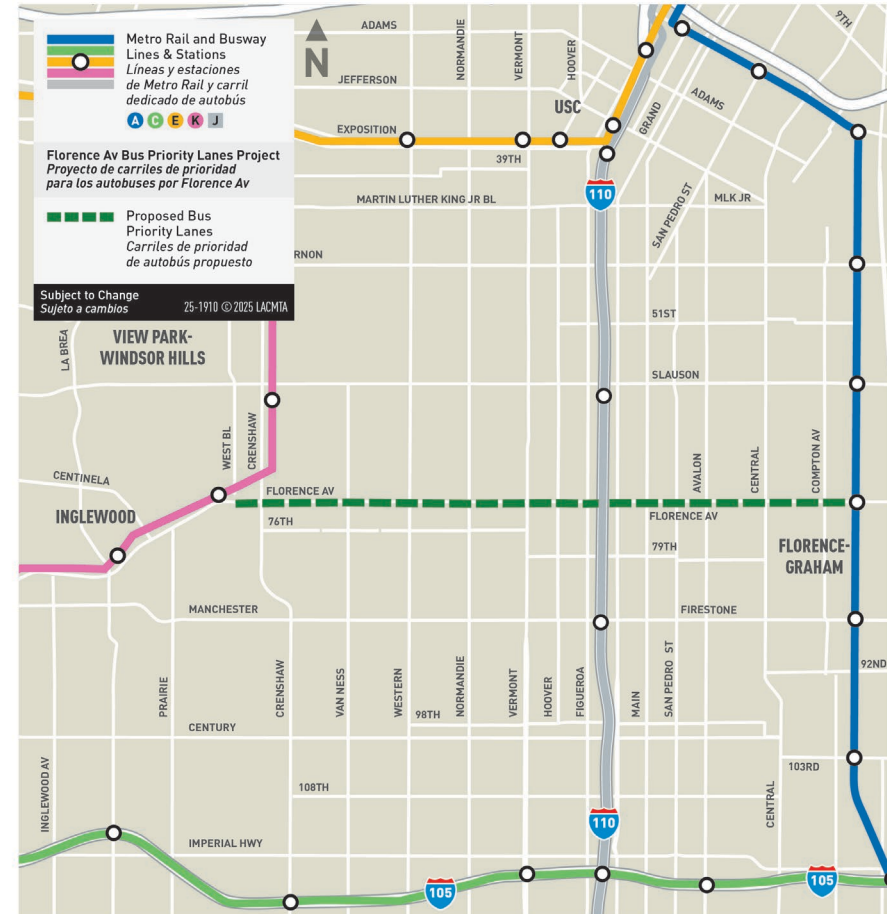 Metro Rail and Busway
Lines & Stations
Líneas y estaciones
de Metro Rail y carril
dedicado de autobús
A C E K J
Florence Av Bus Priority Lanes Project
Proyecto de carriles de prioridad
para los autobuses por Florence Av
Proposed Bus
Priority Lanes
Carriles de prioridad
de autobús propuesto
Subject to Change
Sujeto a cambios
25-1910 © 2025 LACMTA
N
ADAMS
NORMANDIE
VERMONT
HOOVER
9TH
JEFFERSON
USC
GRAND
ADAMS
EXPOSITION
39TH
110
MARTIN LUTHER KING JR BL
SAN PEDRO ST
MLK JR
RNON
51ST
LA BREA
VIEW PARK-
WINDSOR HILLS
SLAUSON
WEST BL
CRENSHAW
CENTINELA
AVALON
CENTRAL
COMPTON AV
FLORENCE AV
INGLEWOOD
76TH
FLORENCE AV
79TH
FLORENCE-
GRAHAM
MANCHESTER
FIRESTONE
92ND
PRAIRIE
CRENSHAW
VAN NESS
WESTERN
NORMANDIE
VERMONT
HOOVER
FIGUEROA
MAIN
SAN PEDRO ST
98TH
CENTURY
103RD
INGLEWOOD AV
108TH
CENTRAL
110
IMPERIAL HWY
105
105